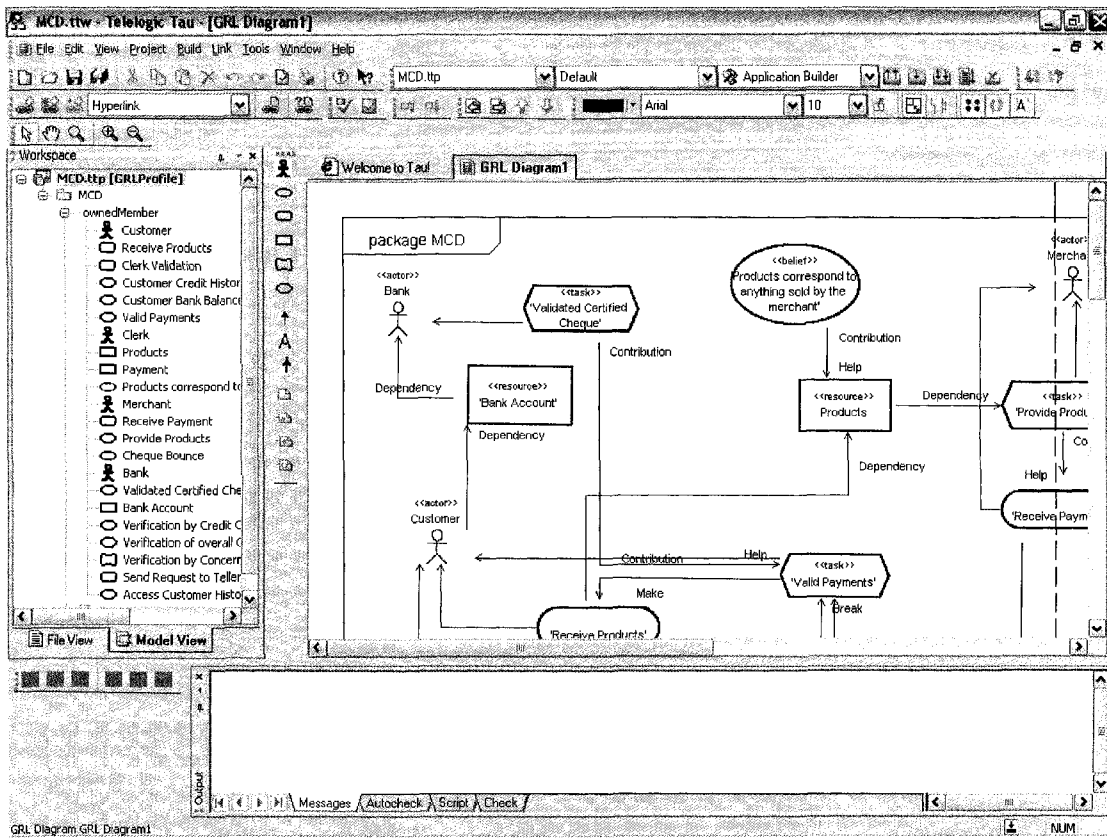 MCD.ttw - Telelogic Tau - [GRL Diagram1]
File Edit View Project Build Link Tools Window Help
MCD.ttp Default Application Builder
Hyperlink Arial 10
Workspace
MCD.ttp [GRLProfile]
MCD
ownedMember
Customer
Receive Products
Clerk Validation
Customer Credit Histor
Customer Bank Balance
Valid Payments
Clerk
Products
Payment
Products correspond to
Merchant
Receive Payment
Provide Products
Cheque Bounce
Bank
Validated Certified Che
Bank Account
Verification by Credit C
Verification of overall
Verification by Concern
Send Request to Teller
Access Customer Histo
File View Model View
Welcome to Tau! GRL Diagram1
package MCD
<<actor>>
Bank
<<task>>
'Validated Certified
Cheque'
<<belief>>
'Products correspond to
anything sold by the
merchant'
<<actor>
Mercha
Contribution
Contribution
Help
Dependency
<<resource>>
'Bank Account'
Dependency
<<resource>>
Products
Dependency
<<task>>
'Provide Produ
Co
Dependency
Help
<<actor>>
Customer
'Receive Paym
Contribution
Help
<<task>>
'Valid Payments'
Make
Break
'Receive Products'
Output
Messages Autocheck Script Check
GRL Diagram GRL Diagram1
NUM